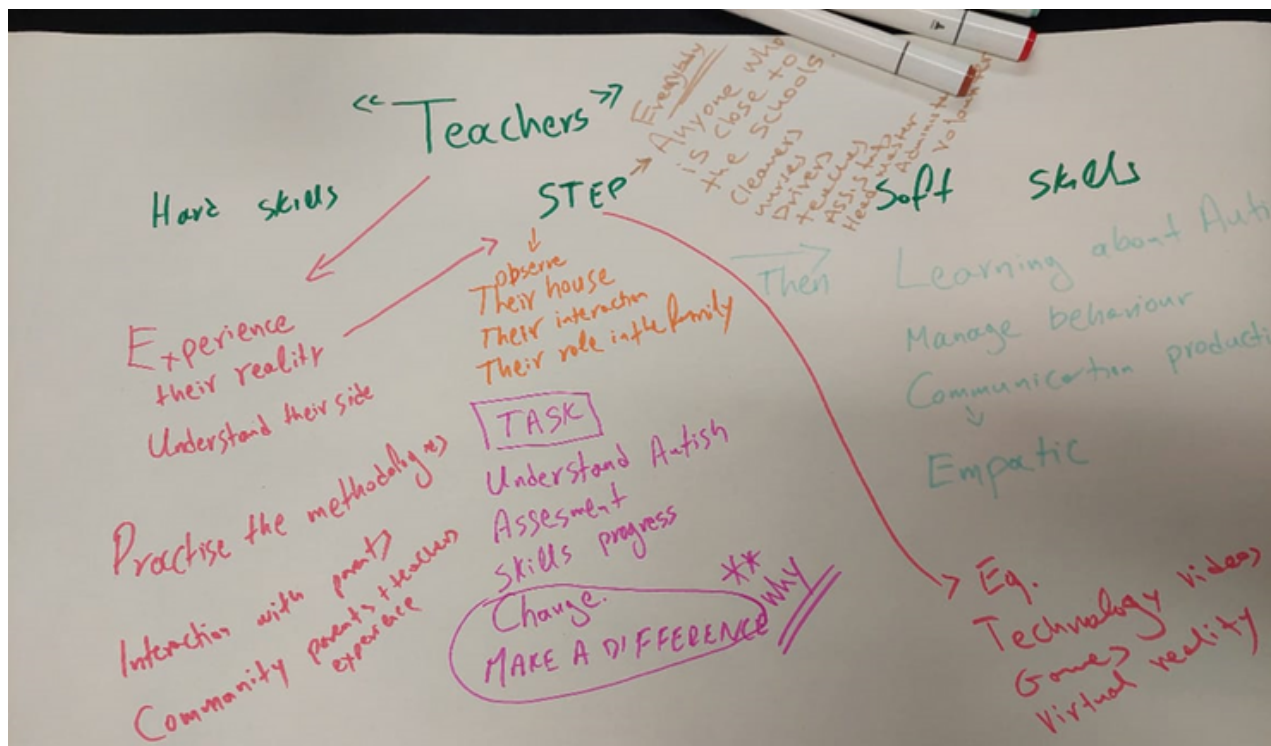 "Teachers"
Everybody
Anyone who
is close to
the schools.
Cleaners
nurses
Drivers
teaches
Assistats
Headmaster
Hard skills
STEP
Soft skills
Experience
their reality
Understand their side
Practise the methodologies
Interaction with parents
Community parents + teachers
experience
observe
Their house
Their interaction
Their role in the family
TASK
Understand Autism
Assesment
Skills progress
Change.
MAKE A DIFFERENCE
** why
Then
Learning about
Manage behaviour
Communication
Empatic
Eg.
Technology videos
Games
Virtual reality